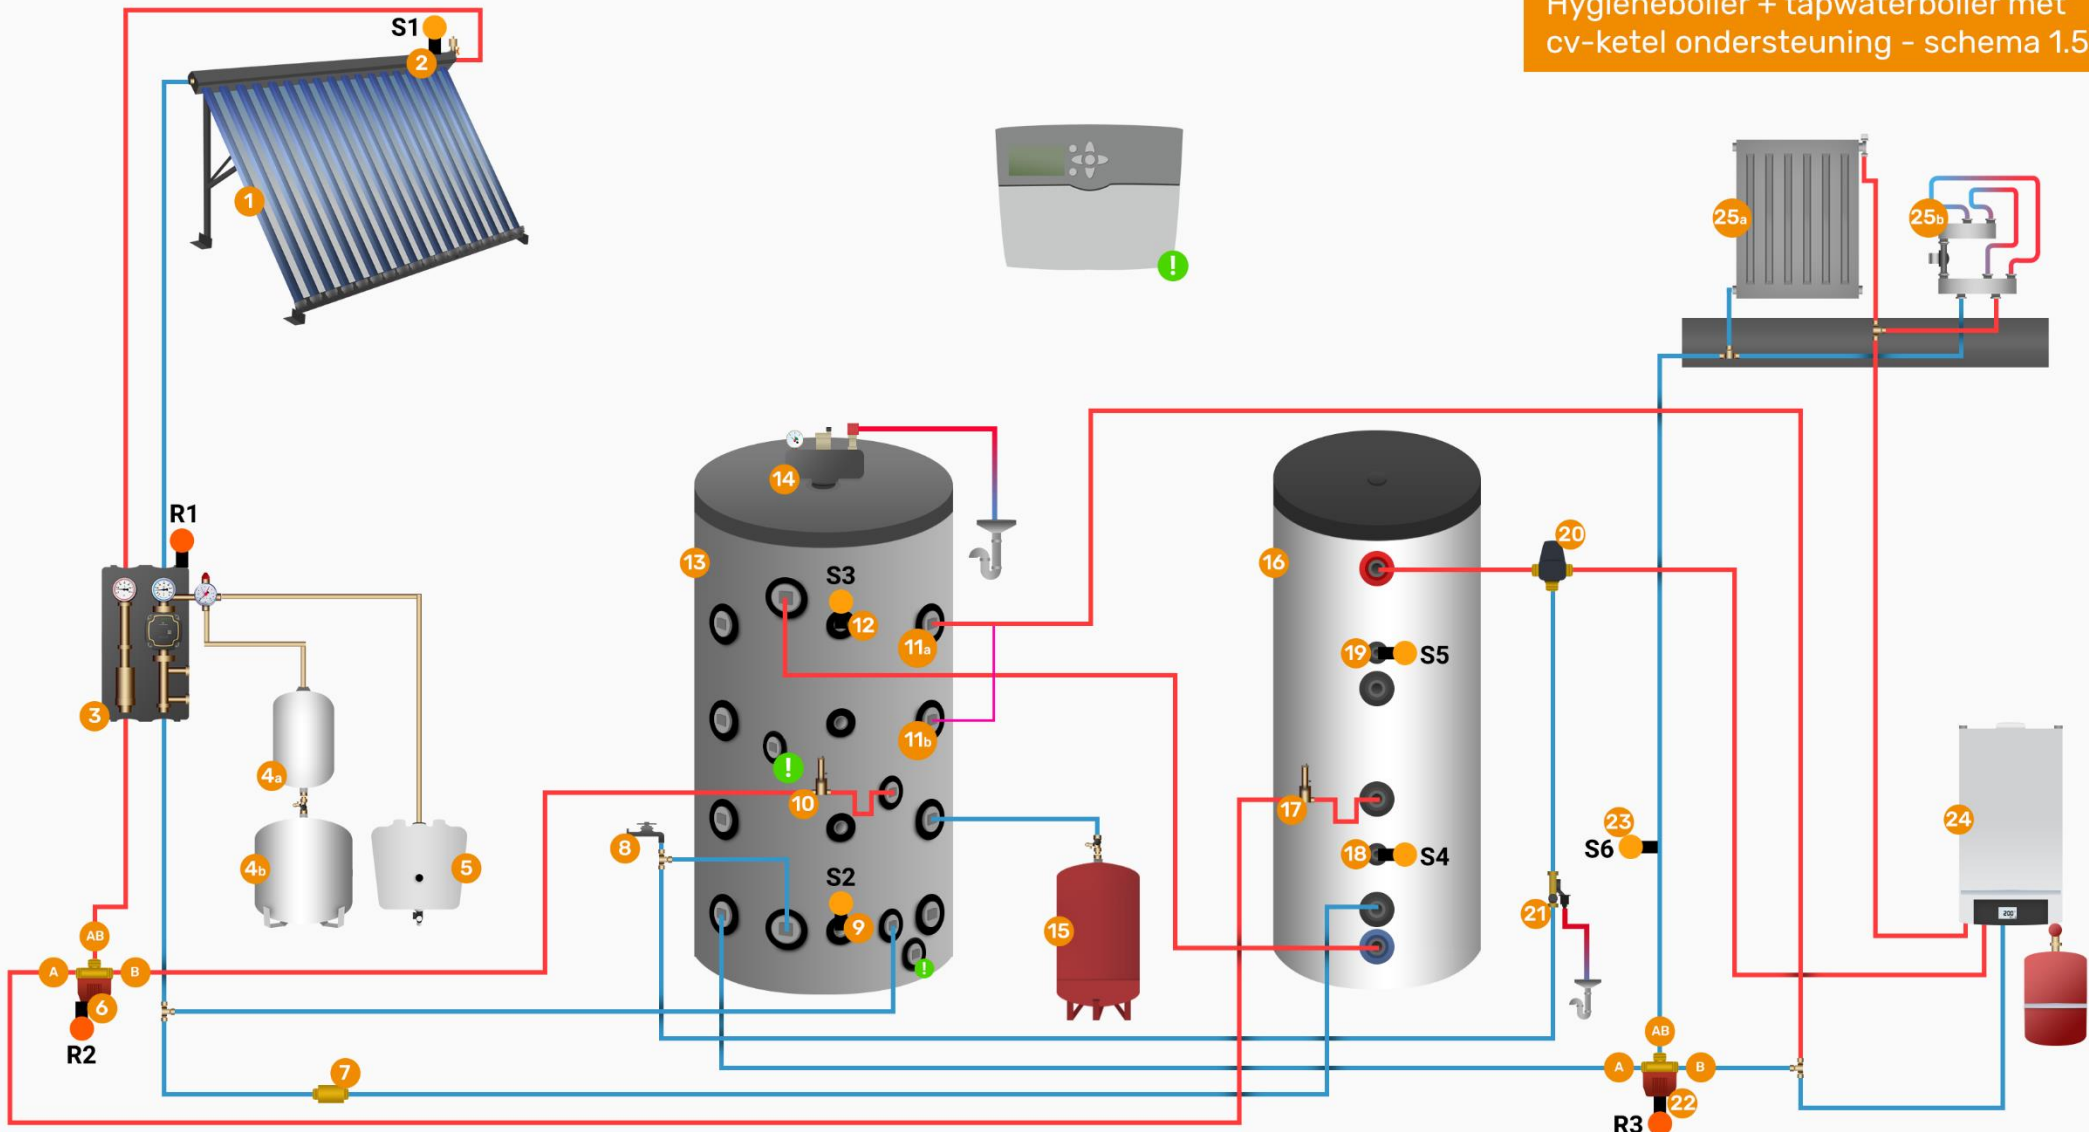 Hygieneboiler + tapwaterboiler met
cv-ketel ondersteuning - schema 1.5
S1
2
1
25a
25b
R1
14
13
S3
12
11a
16
20
19
S5
3
11b
4a
10
17
8
18
S4
23
S6
24
4b
5
S2
9
15
21
AB
A
B
6
R2
7
AB
A
B
22
R3